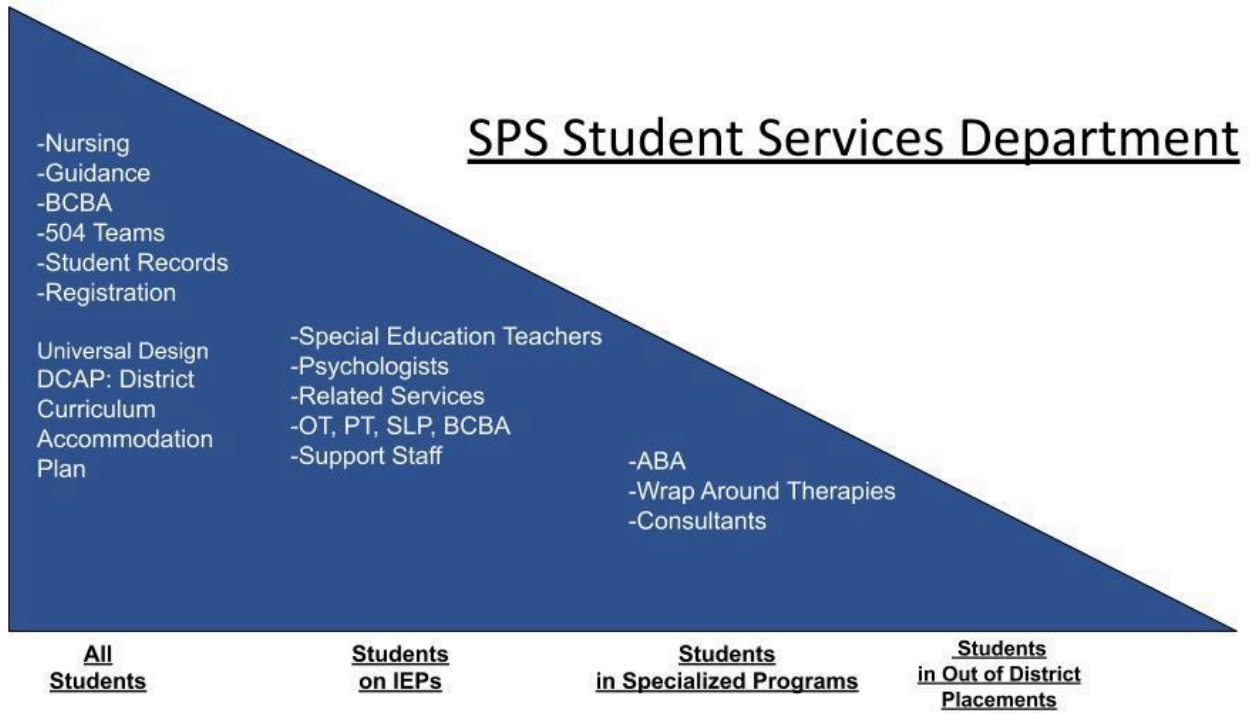 SPS Student Services Department
-Nursing
-Guidance
-BCBA
-504 Teams
-Student Records
-Registration
Universal Design
DCAP: District
Curriculum
Accommodation
Plan
-Special Education Teachers
-Psychologists
-Related Services
-OT, PT, SLP, BCBA
-Support Staff
-ABA
-Wrap Around Therapies
-Consultants
All
Students
Students
on IEPs
Students
in Specialized Programs
Students
in Out of District
Placements